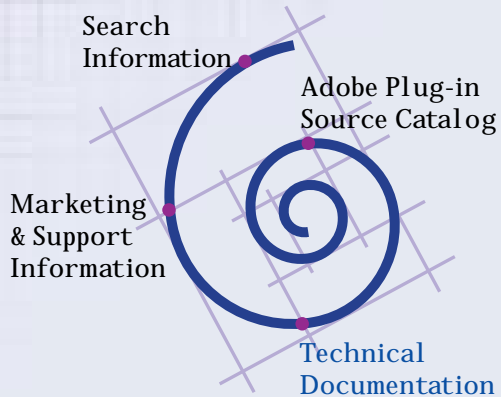 Search
Information
Adobe Plug-in
Source Catalog
Marketing
& Support
Information
Technical
Documentation